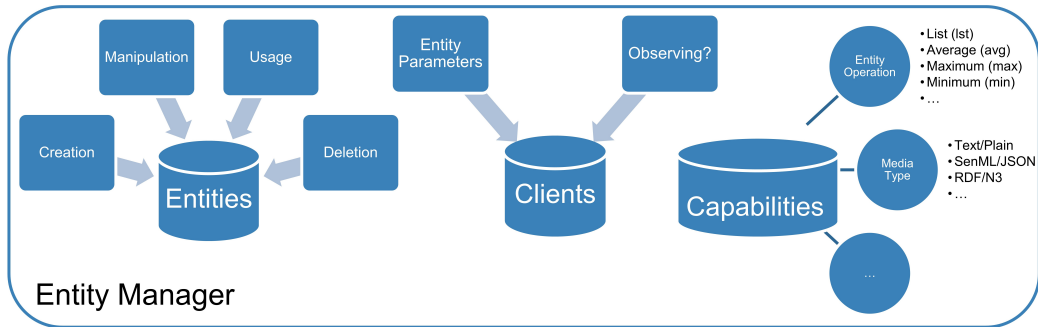 Manipulation
Usage
Creation
Deletion
Entities
Entity
Parameters
Observing?
Clients
Capabilities
Entity
Operation
• List (lst)
• Average (avg)
• Maximum (max)
• Minimum (min)
• ...
Media
Type
• Text/Plain
• SenML/JSON
• RDF/N3
• ...
...
Entity Manager